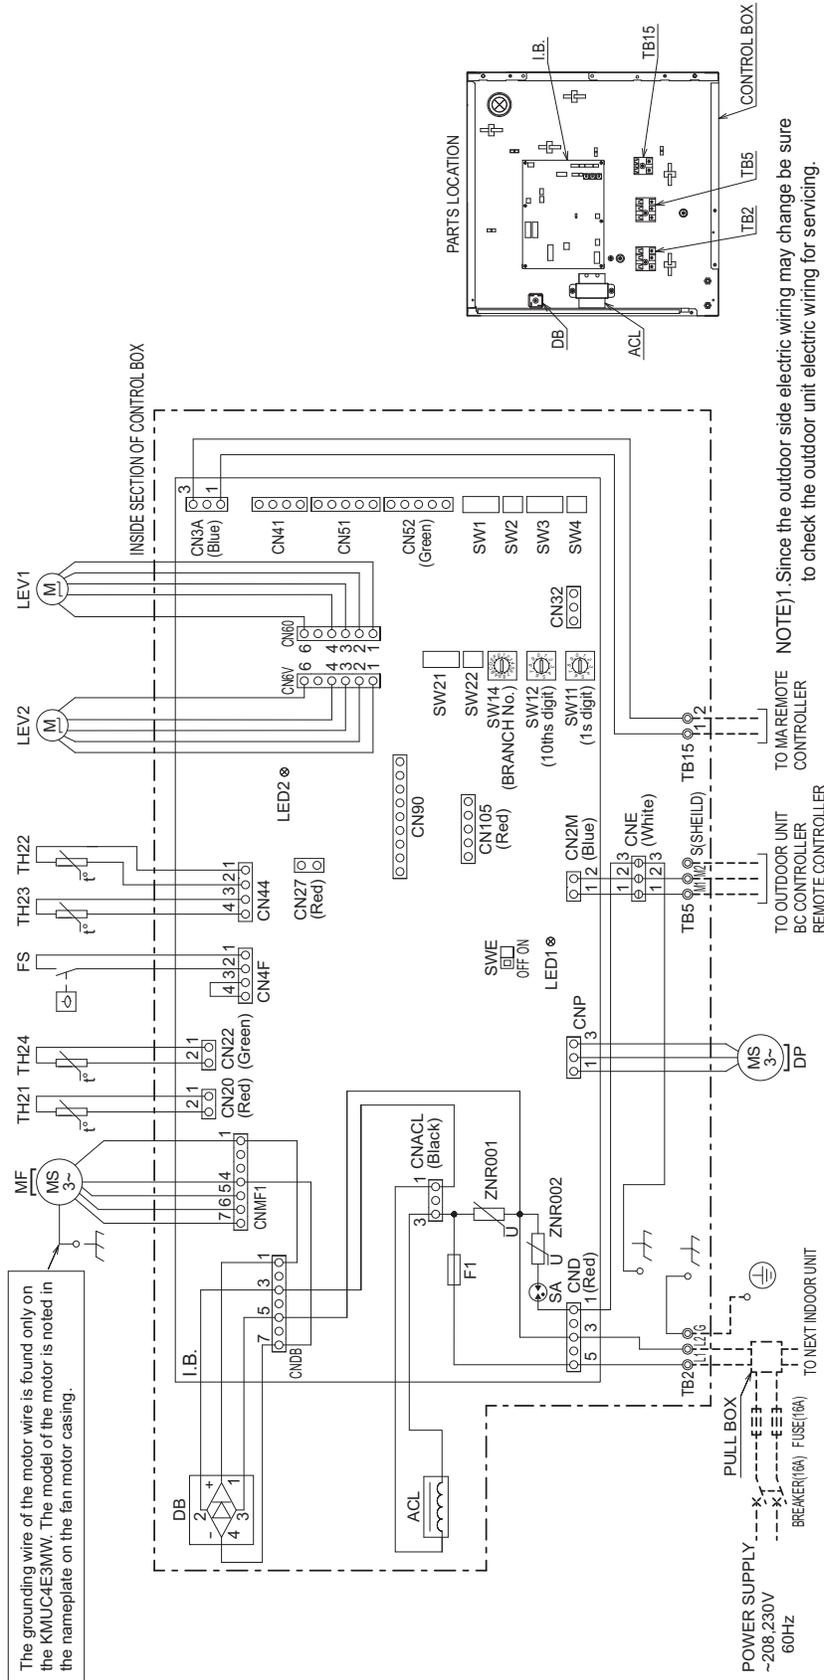 The grounding wire of the motor wire is found only on
the KMUC4E3MW. The model of the motor is noted in
the nameplate on the fan motor casing.
MF
MS
3~
TH21
t°
TH24
t°
FS
TH23
t°
TH22
t°
LEV2
M
LEV1
M
INSIDE SECTION OF CONTROL BOX
7 6 5 4 1
CNMF1
2 1
CN20
(Red)
2 1
CN22
(Green)
4 3 2 1
CN4F
4 3 2 1
CN44
CN27
(Red)
LED2
CN6V
6 4 3 2 1
CN60
6 4 3 2 1
3 1
CN3A
(Blue)
CN41
CN51
CN52
(Green)
SW1
SW2
SW3
SW4
CN32
SW21
SW22
SW14
(BRANCH No.)
SW12
(10ths digit)
SW11
(1s digit)
CN90
CN105
(Red)
CN2M
(Blue)
1 2
CNE
(White)
1 2 3
1 2 3
SWE
OFF ON
LED1
CNP
1 3
CNACL
(Black)
3 1
ZNR001
U
ZNR002
U
F1
SA
CND
(Red)
5 3 1
I.B.
CNDB
7 5 3 1
DB
+
-
2 1
4 3
ACL
TB2
L1 L2 G
TB5
M1 M2 S(SHEILD)
TB15
1 2
MS
3~
DP
PULL BOX
POWER SUPPLY
~208,230V
60Hz
BREAKER(16A)
FUSE(16A)
TO NEXT INDOOR UNIT
TO OUTDOOR UNIT
BC CONTROLLER
REMOTE CONTROLLER
TO MA REMOTE
CONTROLLER
PARTS LOCATION
I.B.
TB15
CONTROL BOX
TB5
TB2
ACL
DB
NOTE)1.Since the outdoor side electric wiring may change be sure
to check the outdoor unit electric wiring for servicing.